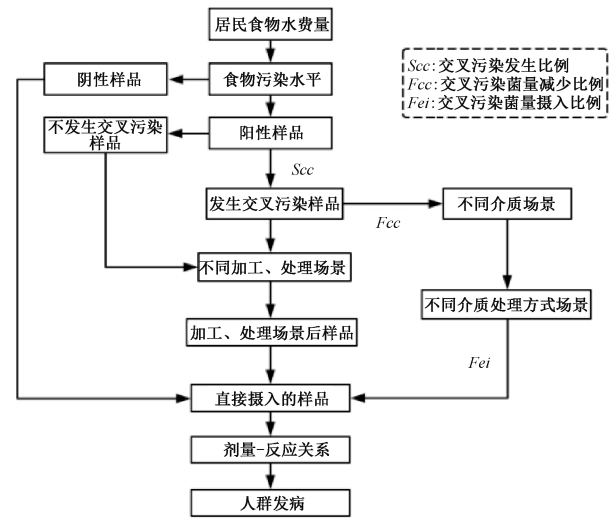 居民食物水费量
Scc:交叉污染发生比例
Fcc:交叉污染菌量减少比例
Fei:交叉污染菌量摄入比例
阴性样品
食物污染水平
不发生交叉污染
样品
阳性样品
Scc
发生交叉污染样品
Fcc
不同介质场景
不同加工、处理场景
不同介质处理方式场景
加工、处理场景后样品
Fei
直接摄入的样品
剂量-反应关系
人群发病